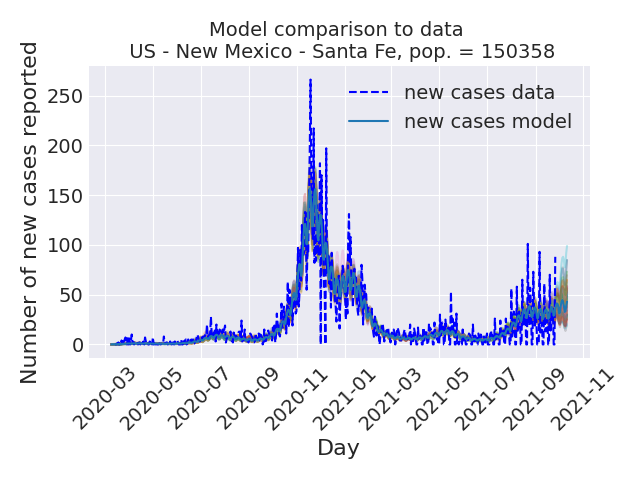 Model comparison to data
US - New Mexico - Santa Fe, pop. = 150358
Number of new cases reported
250
200
150
100
50
0
new cases data
new cases model
2020-03
2020-05
2020-07
2020-09
2020-11
2021-01
2021-03
2021-05
2021-07
2021-09
2021-11
Day